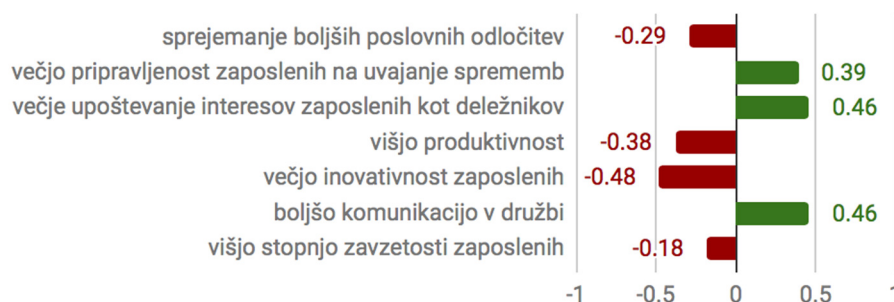 sprejemanje boljših poslovnih odločitev -0.29
večjo pripravljenost zaposlenih na uvajanje sprememb 0.39
večje upoštevanje interesov zaposlenih kot deležnikov 0.46
višjo produktivnost -0.38
večjo inovativnost zaposlenih -0.48
boljšo komunikacijo v družbi 0.46
višjo stopnjo zavzetosti zaposlenih -0.18
-1 -0.5 0 0.5